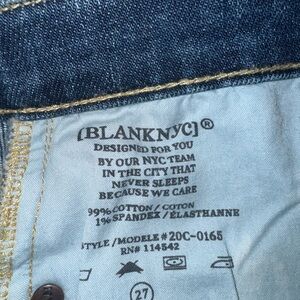 [BLANKNYC]®
DESIGNED FOR YOU
BY OUR NYC TEAM
IN THE CITY THAT
NEVER SLEEPS
BECAUSE WE CARE
99% COTTON / COTON
1% SPANDEX / ÉLASTHANNE
STYLE / MODELE # 20C-0165
RN# 114542
27